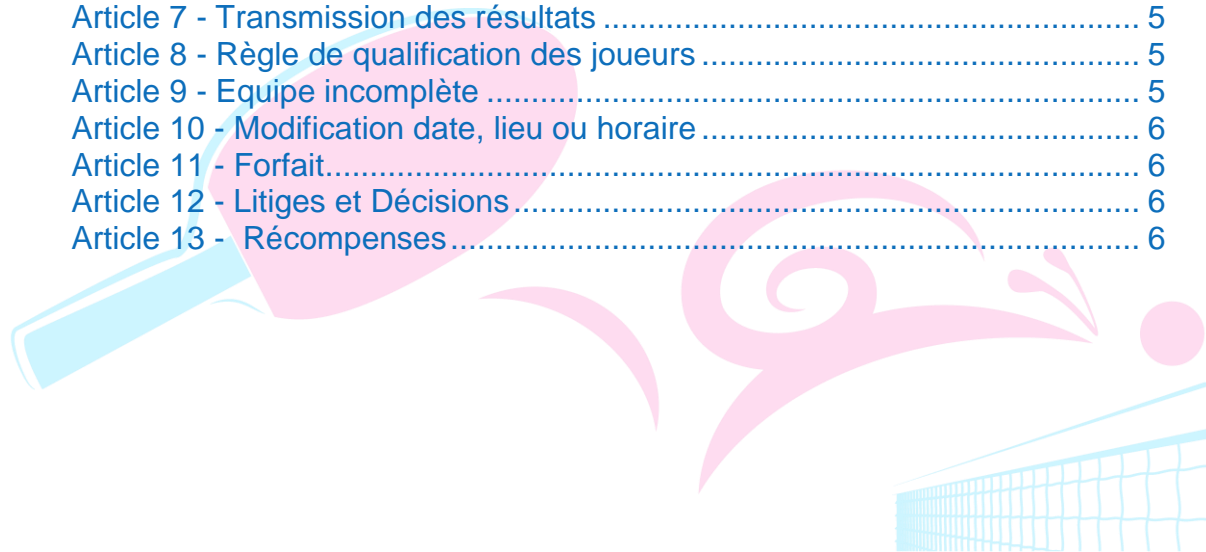 Article 7 - Transmission des résultats .................................................................. 5
Article 8 - Règle de qualification des joueurs ...................................................... 5
Article 9 - Equipe incomplète ................................................................................ 5
Article 10 - Modification date, lieu ou horaire ...................................................... 6
Article 11 - Forfait.................................................................................................... 6
Article 12 - Litiges et Décisions ............................................................................. 6
Article 13 -  Récompenses ..................................................................................... 6